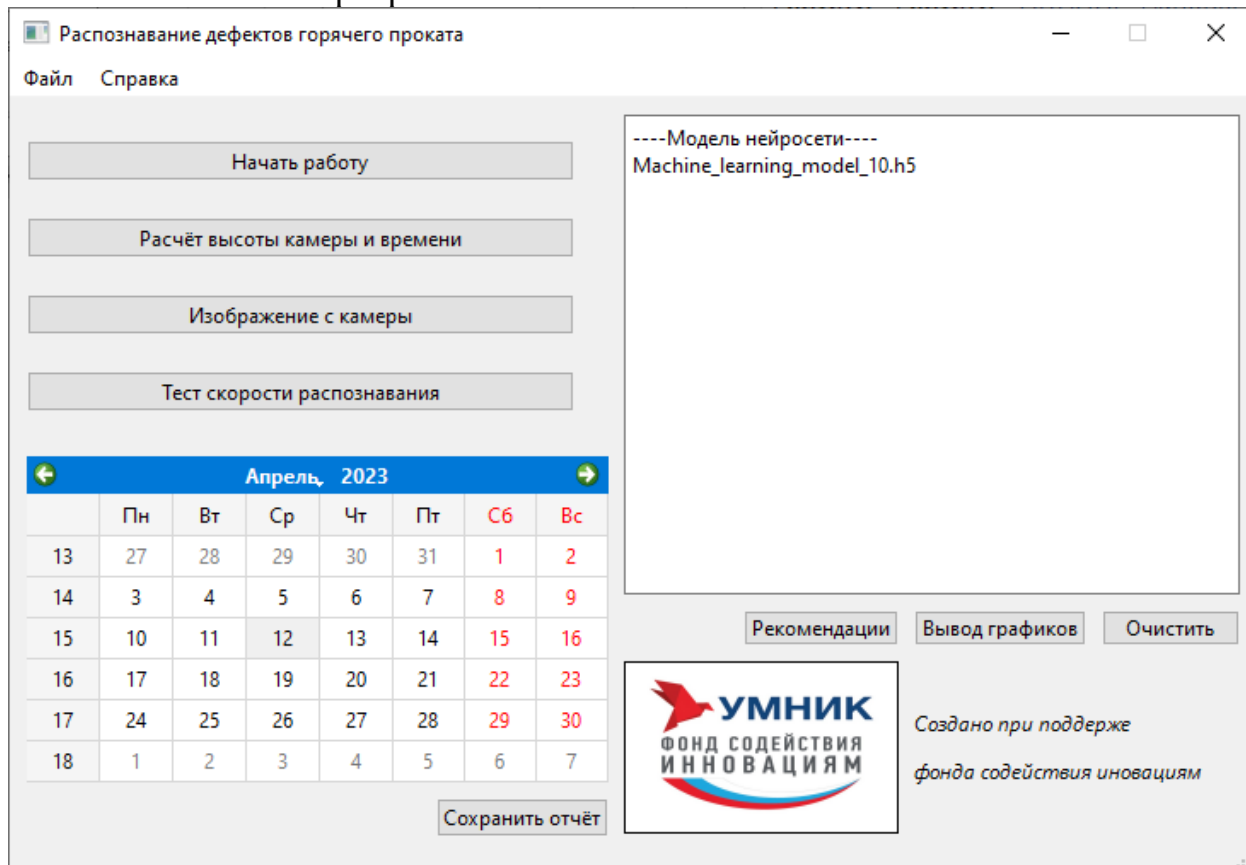 Распознавание дефектов горячего проката
Файл Справка
Начать работу
Расчёт высоты камеры и времени
Изображение с камеры
Тест скорости распознавания
Апрель, 2023
Пн Вт Ср Чт Пт Сб Вс
13 27 28 29 30 31 1 2
14 3 4 5 6 7 8 9
15 10 11 12 13 14 15 16
16 17 18 19 20 21 22 23
17 24 25 26 27 28 29 30
18 1 2 3 4 5 6 7
Сохранить отчёт
----Модель нейросети----
Machine_learning_model_10.h5
Рекомендации Вывод графиков Очистить
УМНИК
ФОНД СОДЕЙСТВИЯ
ИННОВАЦИЯМ
Создано при поддерже
фонда содействия иновациям